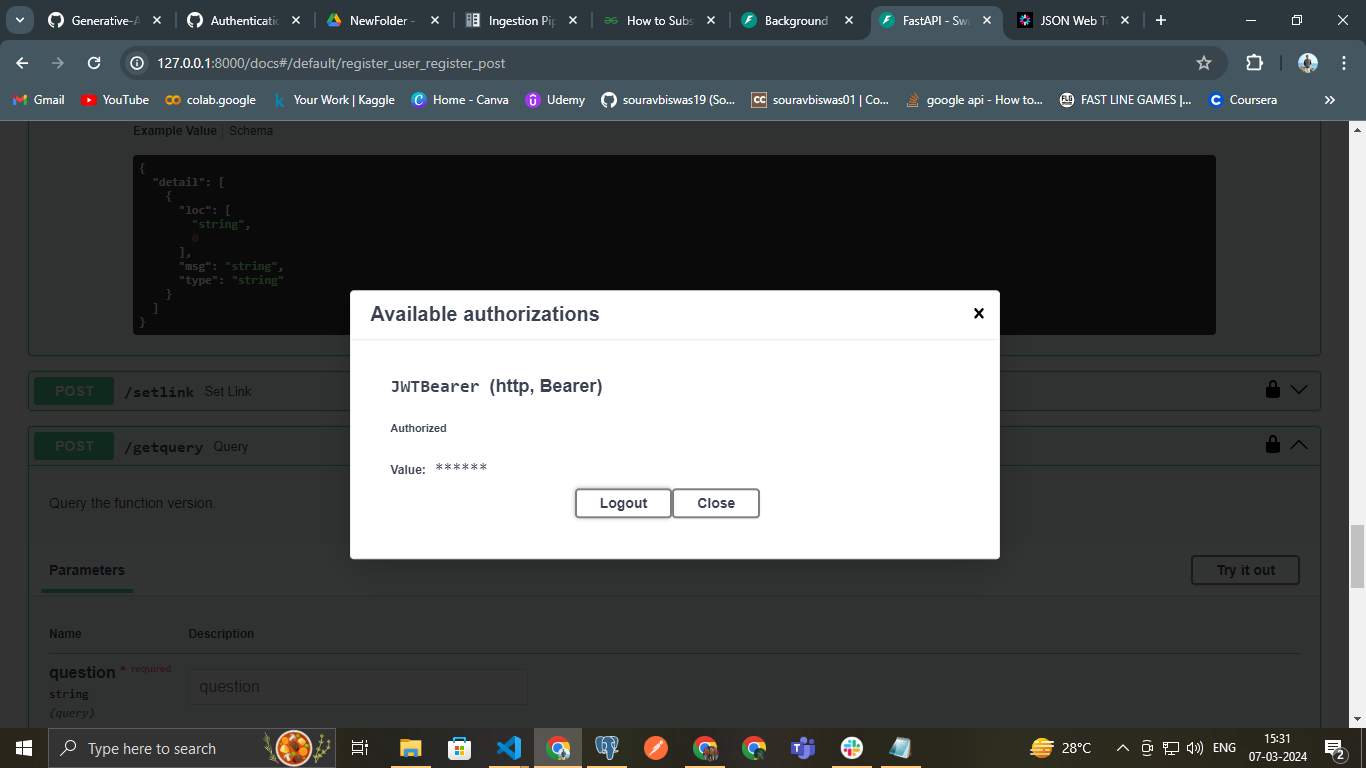 Generative-A
Authenticatio
NewFolder -
Ingestion Pip
How to Subs
Background
FastAPI - Swa
JSON Web To
127.0.0.1:8000/docs#/default/register_user_register_post
Gmail
YouTube
colab.google
Your Work | Kaggle
Home - Canva
Udemy
souravbiswas19 (So...
souravbiswas01 | Co...
google api - How to...
FAST LINE GAMES |...
Coursera
Example Value | Schema
{
"detail": [
{
"loc": [
"string",
0
],
"msg": "string",
"type": "string"
}
]
}
Available authorizations
JWTBearer (http, Bearer)
Authorized
Value: ******
Logout Close
POST /setlink Set Link
POST /getquery Query
Query the function version.
Parameters
Try it out
Name Description
question * required
string
(query)
question
Type here to search
28°C
ENG
15:31
07-03-2024
2